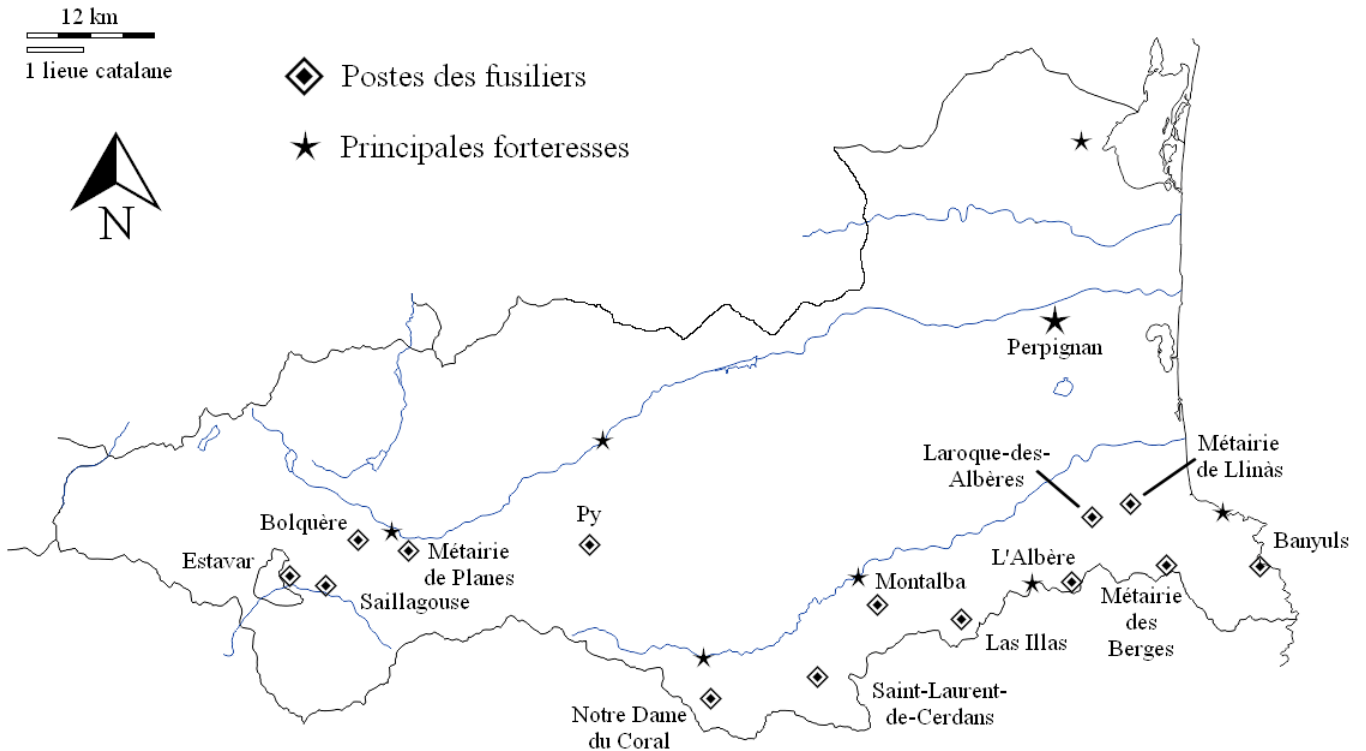 12 km
1 lieue catalane
Postes des fusiliers
Principales forteresses
N
Perpignan
Laroque-des-
Albères
Métairie
de Llinàs
Bolquère
Py
Estavar
Métairie
de Planes
Saillagouse
Banyuls
L'Albère
Montalba
Métairie
des
Berges
Las Illas
Saint-Laurent-
de-Cerdans
Notre Dame
du Coral